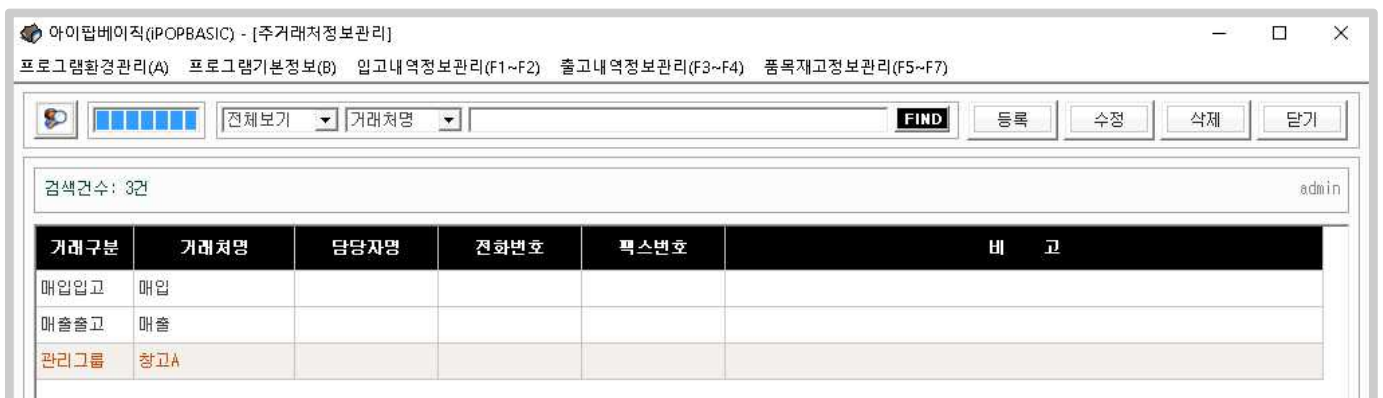 아이팝베이직(iPOPBASIC) - [주거래처정보관리]
프로그램환경관리(A) 프로그램기본정보(B) 입고내역정보관리(F1~F2) 출고내역정보관리(F3~F4) 품목재고정보관리(F5~F7)
전체보기 거래처명 FIND 등록 수정 삭제 닫기
검색건수: 3건 admin
거래구분 거래처명 담당자명 전화번호 팩스번호 비 고
매입입고 매입
매출출고 매출
관리그룹 창고A